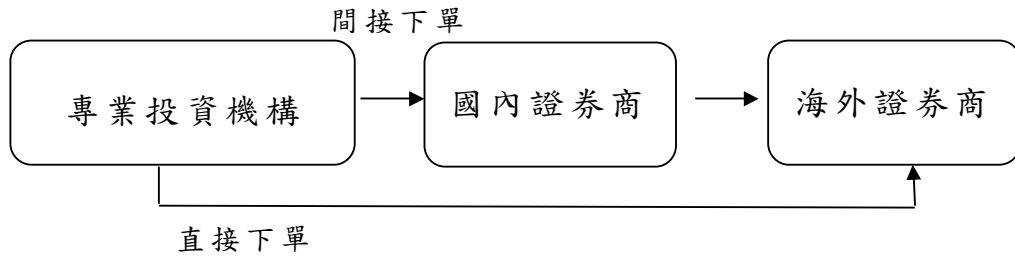 間接下單
專業投資機構
國內證券商
海外證券商
直接下單